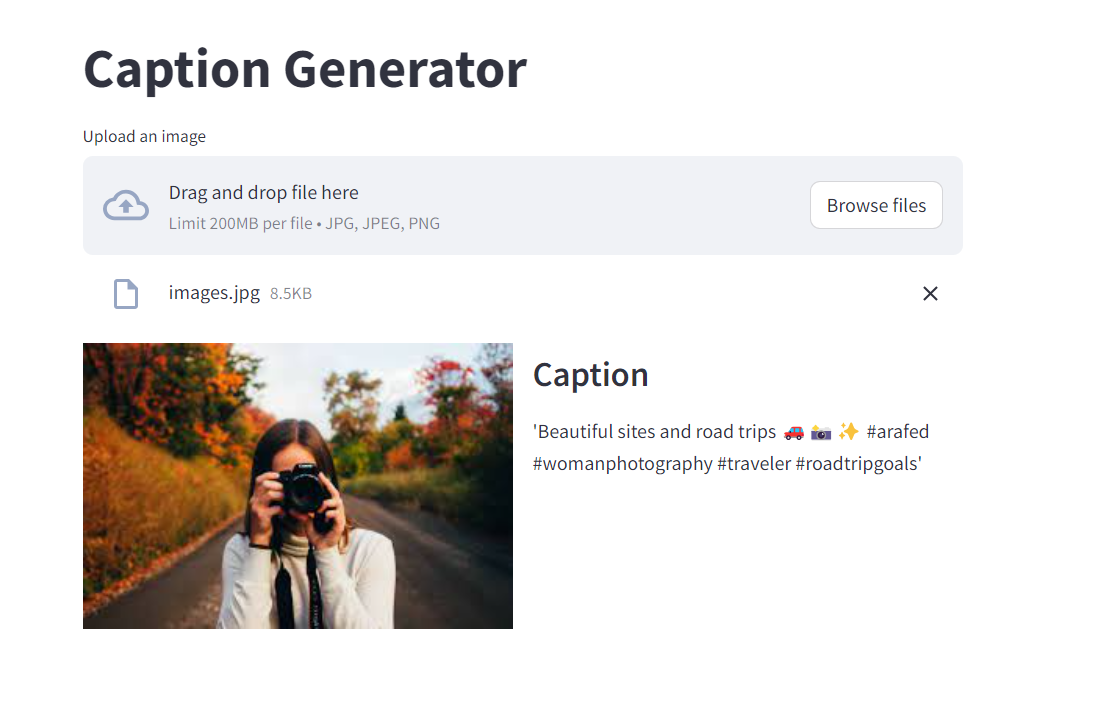 Caption Generator
Upload an image
Drag and drop file here
Limit 200MB per file • JPG, JPEG, PNG
Browse files
images.jpg 8.5KB
Caption
'Beautiful sites and road trips 🚗 📸 ✨ #arafed
#womanphotography #traveler #roadtripgoals'